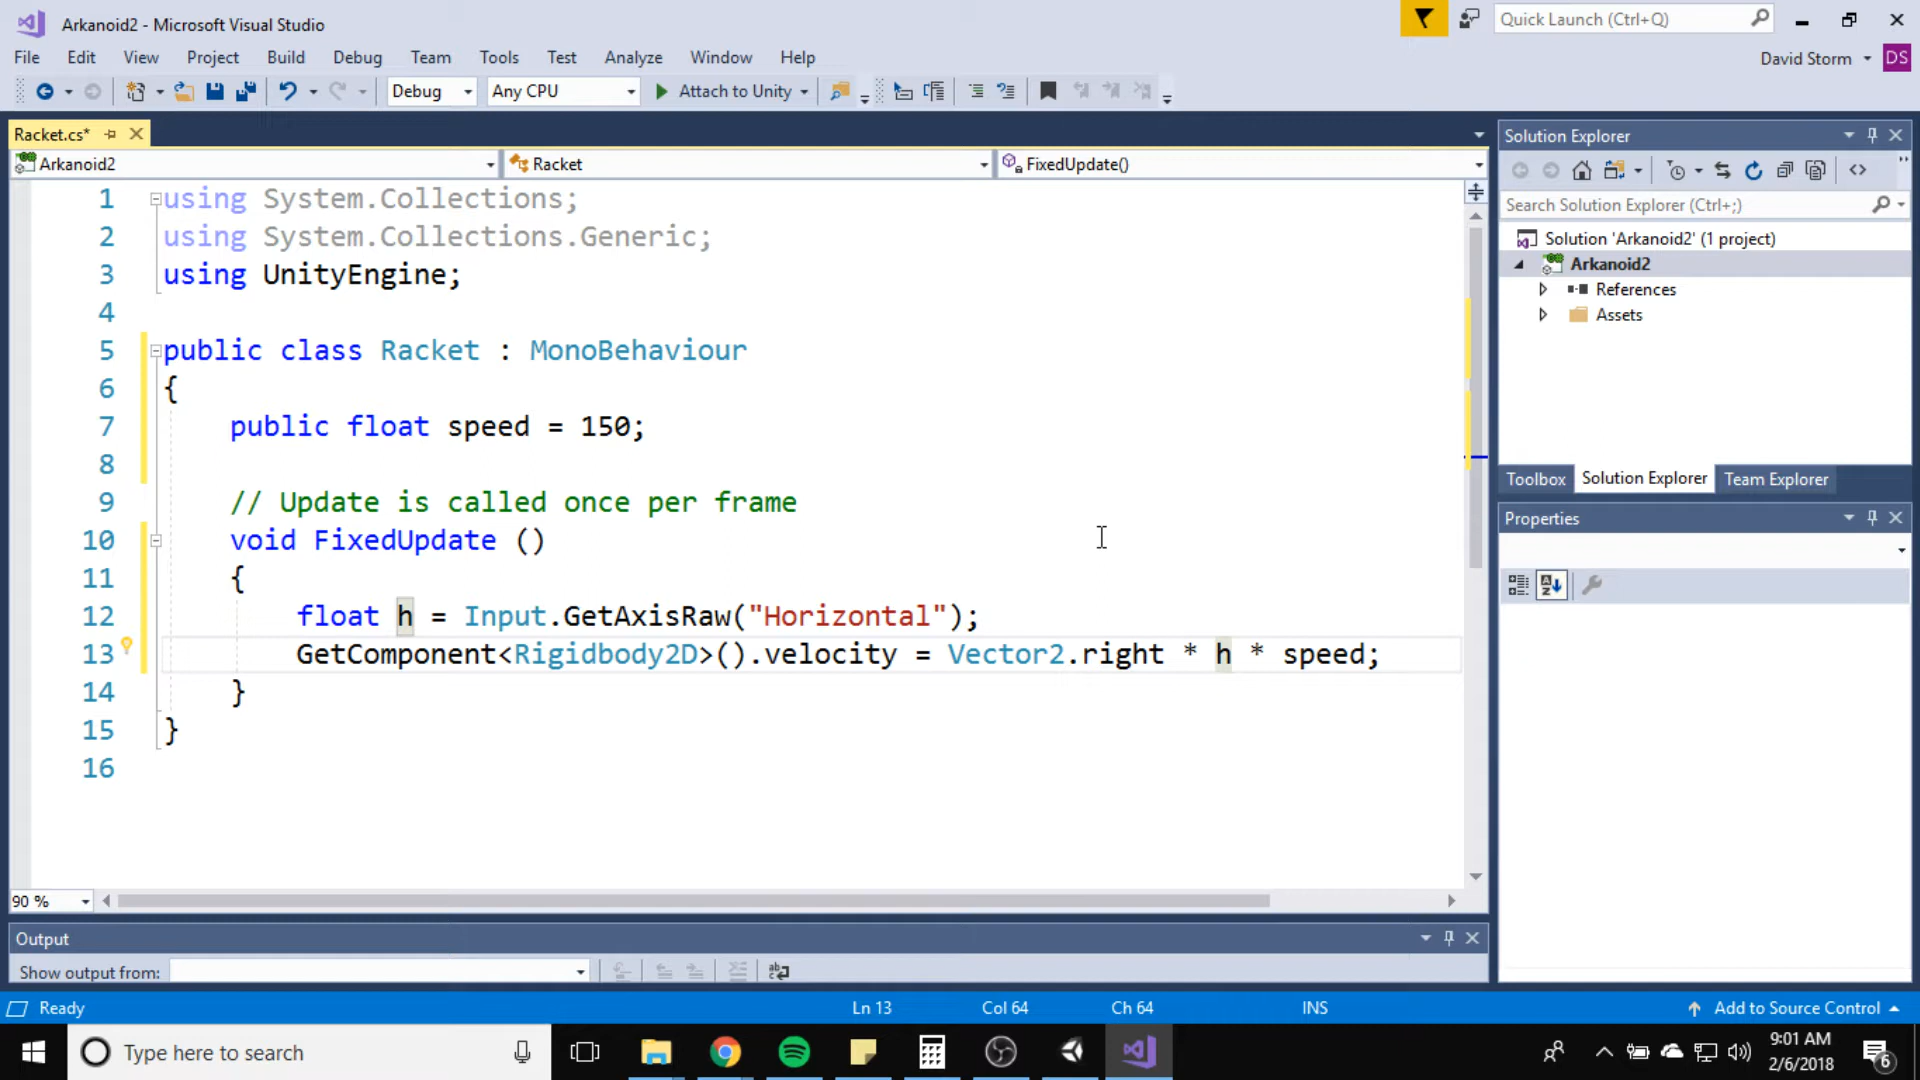 Arkanoid2 - Microsoft Visual Studio
Quick Launch (Ctrl+Q)
File Edit View Project Build Debug Team Tools Test Analyze Window Help
David Storm DS
Debug Any CPU Attach to Unity
Racket.cs*
Arkanoid2 Racket FixedUpdate()
1 using System.Collections;
2 using System.Collections.Generic;
3 using UnityEngine;
4
5 public class Racket : MonoBehaviour
6 {
7 public float speed = 150;
8
9 // Update is called once per frame
10 void FixedUpdate ()
11 {
12 float h = Input.GetAxisRaw("Horizontal");
13 GetComponent<Rigidbody2D>().velocity = Vector2.right * h * speed;
14 }
15 }
16
90 %
Solution Explorer
Search Solution Explorer (Ctrl+;)
Solution 'Arkanoid2' (1 project)
Arkanoid2
References
Assets
Toolbox Solution Explorer Team Explorer
Properties
Output
Show output from:
Ready Ln 13 Col 64 Ch 64 INS Add to Source Control
Type here to search
9:01 AM
2/6/2018
6